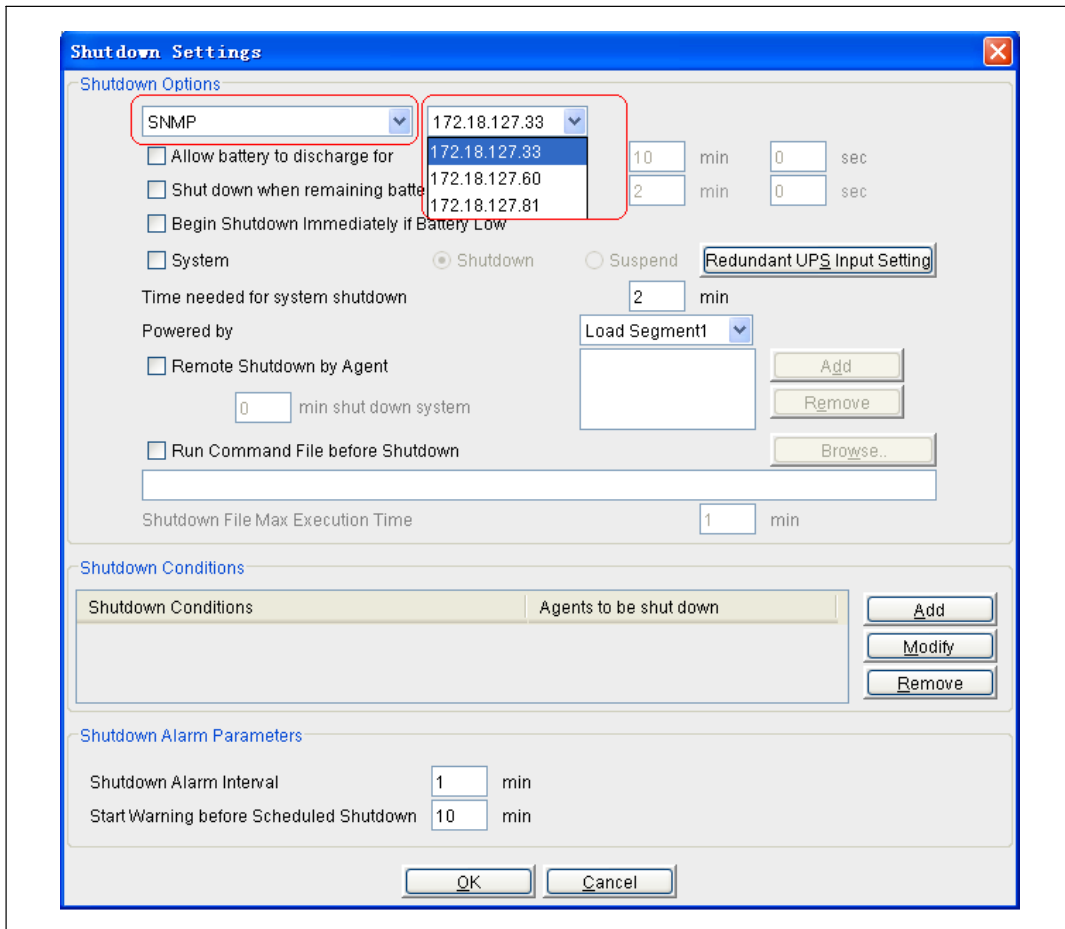 Shutdown Settings
Shutdown Options
SNMP 172.18.127.33
Allow battery to discharge for 172.18.127.33 10 min 0 sec
172.18.127.60
Shut down when remaining batte 2 min 0 sec
172.18.127.81
Begin Shutdown Immediately if Battery Low
System Shutdown Suspend Redundant UPS Input Setting
Time needed for system shutdown 2 min
Powered by Load Segment1
Remote Shutdown by Agent Add
0 min shut down system Remove
Run Command File before Shutdown Browse..
Shutdown File Max Execution Time 1 min
Shutdown Conditions
Shutdown Conditions Agents to be shut down Add
Modify
Remove
Shutdown Alarm Parameters
Shutdown Alarm Interval 1 min
Start Warning before Scheduled Shutdown 10 min
OK Cancel